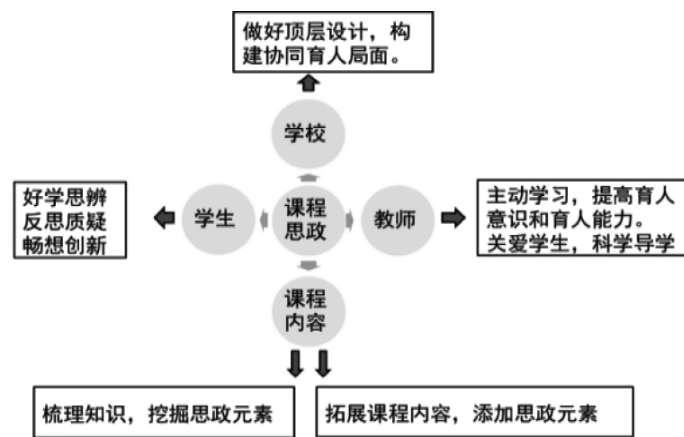 做好顶层设计，构
建协同育人局面。
学校
好学思辨
反思质疑
畅想创新
学生
课程
思政
教师
主动学习，提高育人
意识和育人能力。
关爱学生，科学导学
课程
内容
梳理知识，挖掘思政元素
拓展课程内容，添加思政元素